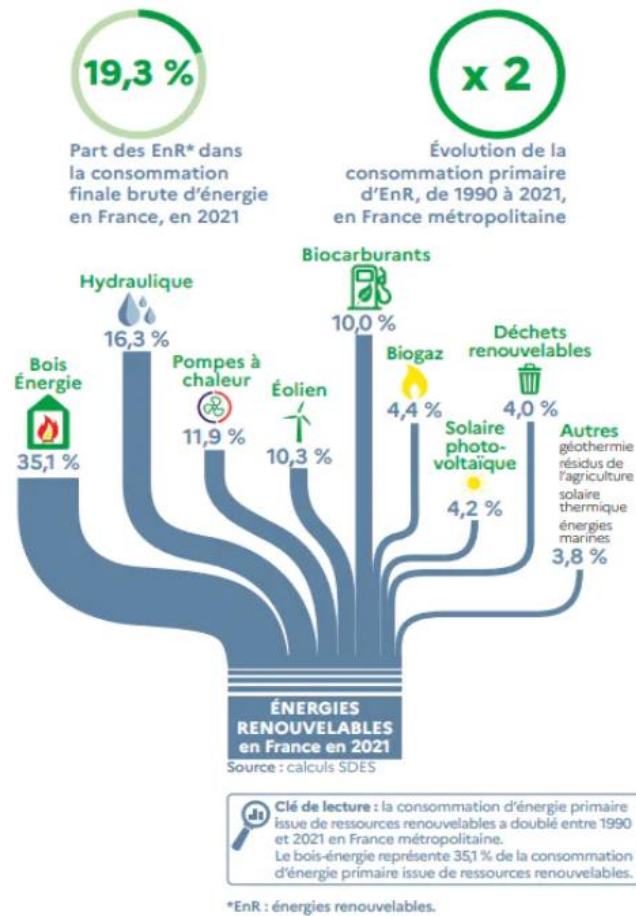 19,3 %
Part des EnR* dans
la consommation
finale brute d'énergie
en France, en 2021
x 2
Évolution de la
consommation primaire
d'EnR, de 1990 à 2021,
en France métropolitaine
Bois
Énergie
35,1 %
Hydraulique
16,3 %
Pompes à
chaleur
11,9 %
Éolien
10,3 %
Biocarburants
10,0 %
Biogaz
4,4 %
Solaire
photo-
voltaïque
4,2 %
Déchets
renouvelables
4,0 %
Autres
géothermie
résidus de
l'agriculture
solaire
thermique
énergies
marines
3,8 %
ÉNERGIES
RENOUVELABLES
en France en 2021
Source : calculs SDES
Clé de lecture : la consommation d'énergie primaire
issue de ressources renouvelables a doublé entre 1990
et 2021 en France métropolitaine.
Le bois-énergie représente 35,1 % de la consommation
d'énergie primaire issue de ressources renouvelables.
*EnR : énergies renouvelables.